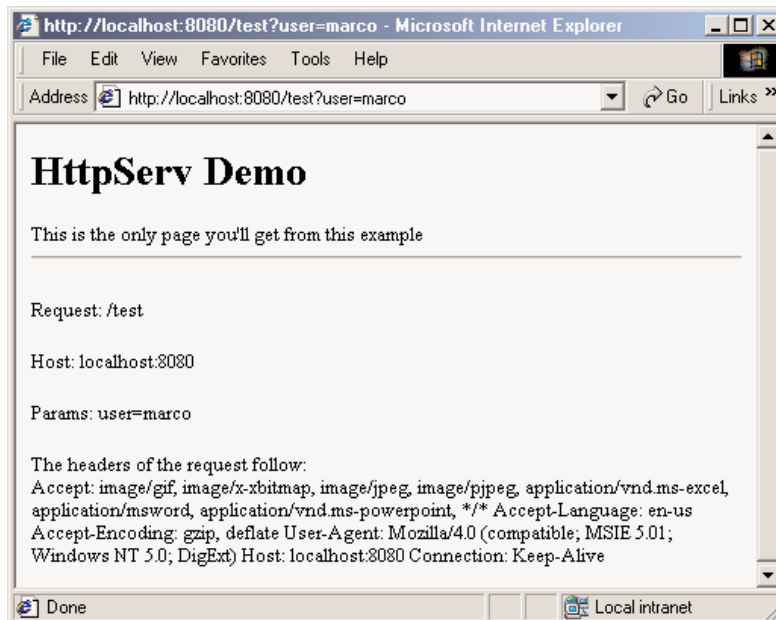 http://localhost:8080/test?user=marco - Microsoft Internet Explorer
File Edit View Favorites Tools Help
Address http://localhost:8080/test?user=marco Go Links »
HttpServ Demo
This is the only page you'll get from this example
Request: /test
Host: localhost:8080
Params: user=marco
The headers of the request follow:
Accept: image/gif, image/x-xbitmap, image/jpeg, image/pjpeg, application/vnd.ms-excel,
application/msword, application/vnd.ms-powerpoint, */* Accept-Language: en-us
Accept-Encoding: gzip, deflate User-Agent: Mozilla/4.0 (compatible; MSIE 5.01;
Windows NT 5.0; DigExt) Host: localhost:8080 Connection: Keep-Alive
Done Local intranet